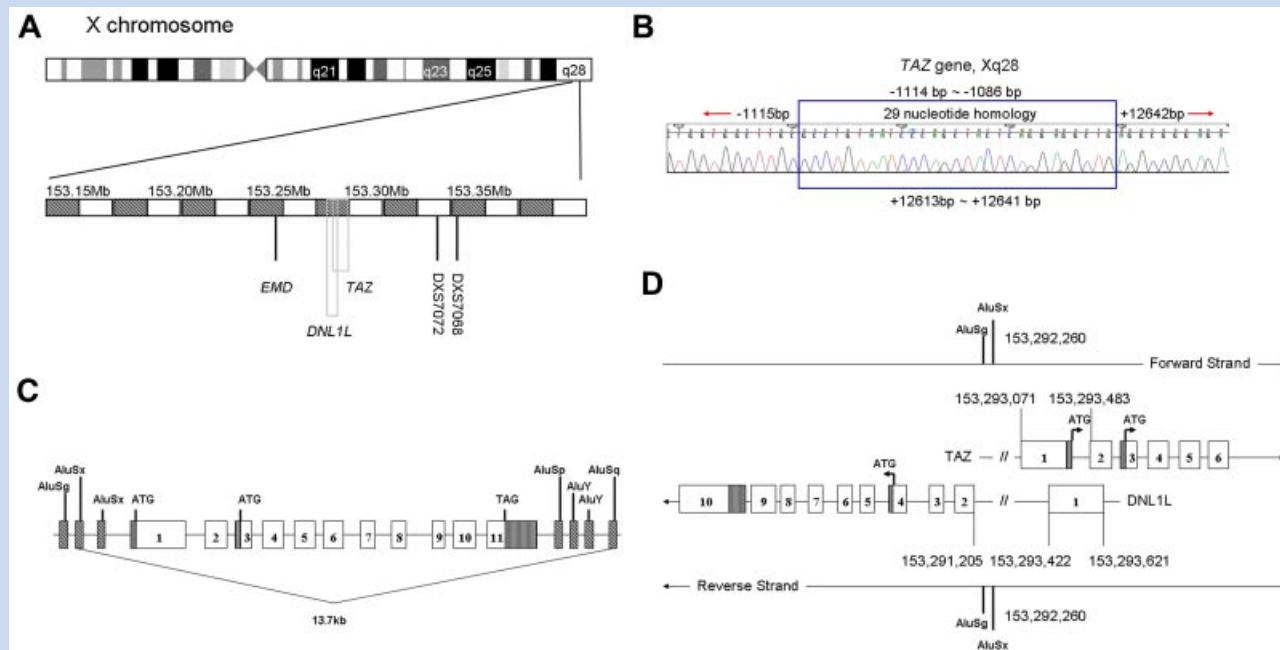 A
X chromosome
q21
q23
q25
q28
153.15Mb
153.20Mb
153.25Mb
153.30Mb
153.35Mb
EMD
TAZ
DNL1L
DXS7072
DXS7068
B
TAZ gene, Xq28
-1114 bp ~ -1086 bp
-1115bp
29 nucleotide homology
+12642bp
+12613bp ~ +12641 bp
C
AluSg
AluSx
AluSx
ATG
ATG
TAG
AluSp
AluY
AluY
AluSq
1
2
3
4
5
6
7
8
9
10
11
13.7kb
D
AluSx
AluSg
153,292,260
Forward Strand
153,293,071
153,293,483
ATG
ATG
TAZ
//
1
2
3
4
5
6
ATG
10
9
8
7
6
5
4
3
2
//
1
DNL1L
153,291,205
153,293,422
153,293,621
Reverse Strand
AluSg
153,292,260
AluSx